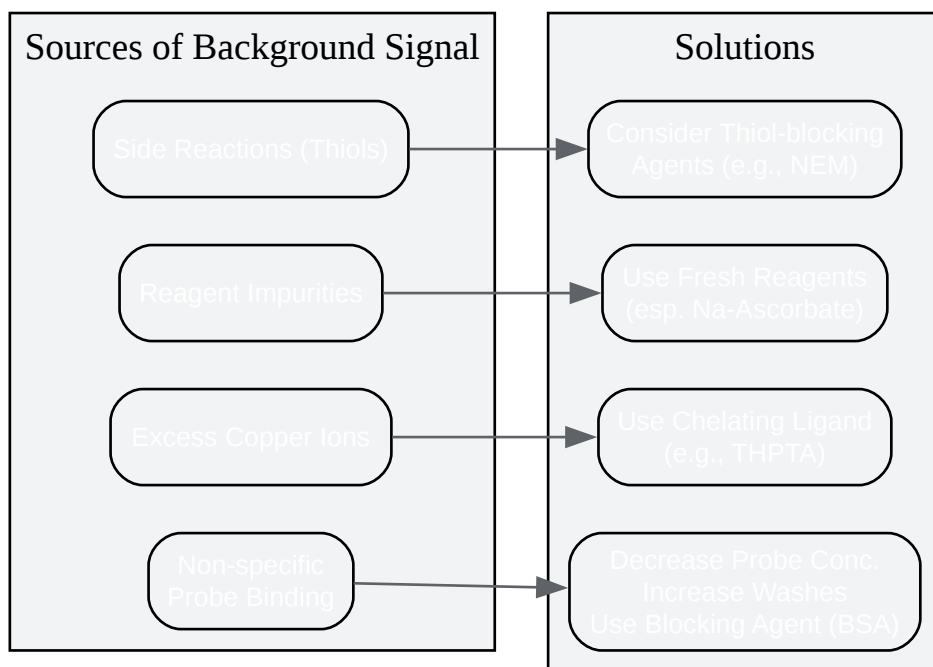 Sources of Background Signal
Side Reactions (Thiols)
Reagent Impurities
Excess Copper Ions
Non-specific
Probe Binding
Solutions
Consider Thiol-blocking
Agents (e.g., NEM)
Use Fresh Reagents
(esp. Na-Ascorbate)
Use Chelating Ligand
(e.g., THPTA)
Decrease Probe Conc.
Increase Washes
Use Blocking Agent (BSA)